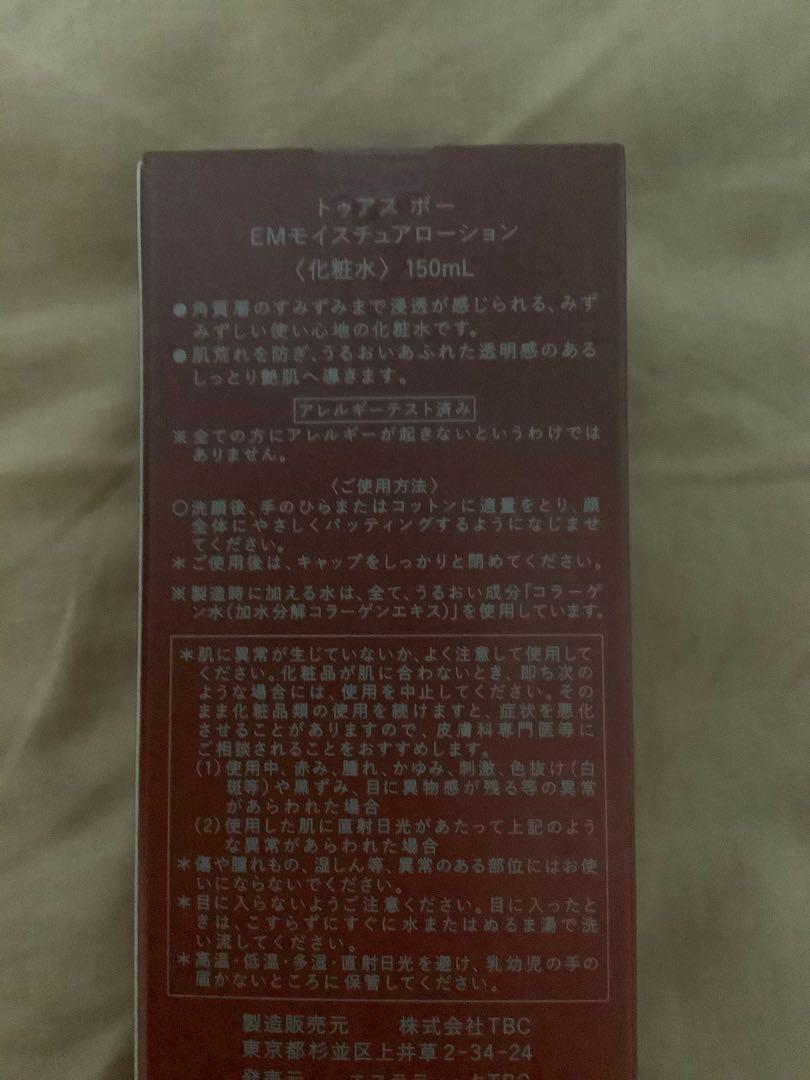 トゥアス ボー
EMモイスチュアローション
〈化粧水〉 150mL
●角質層のすみずみまで浸透が感じられる、みず
みずしい使い心地の化粧水です。
●肌荒れを防ぎ、うるおいあふれた透明感のある
しっとり艶肌へ導きます。
アレルギーテスト済み
※全ての方にアレルギーが起きないというわけでは
ありません。
〈ご使用方法〉
○洗顔後、手のひらまたはコットンに適量をとり、顔
全体にやさしくパッティングするようになじませ
てください。
*ご使用後は、キャップをしっかりと閉めてください。
※製造時に加える水は、全て、うるおい成分「コラーゲ
ン水(加水分解コラーゲンエキス)」を使用しています。
*肌に異常が生じていないか、よく注意して使用して
ください。化粧品が肌に合わないとき、即ち次の
ような場合には、使用を中止してください。その
まま化粧品類の使用を続けますと、症状を悪化
させることがありますので、皮膚科専門医等に
ご相談されることをおすすめします。
(1)使用中、赤み、腫れ、かゆみ、刺激、色抜け(白
斑等)や黒ずみ、目に異物感が残る等の異常
があらわれた場合
(2)使用した肌に直射日光があたって上記のよう
な異常があらわれた場合
*傷や腫れもの、湿しん等、異常のある部位にはお使
いにならないでください。
*目に入らないようご注意ください。目に入ったと
きは、こすらずにすぐに水またはぬるま湯で洗
い流してください。
*高温・低温・多湿・直射日光を避け、乳幼児の手の
届かないところに保管してください。
製造販売元 株式会社TBC
東京都杉並区上井草2-34-24
発売元 TBC